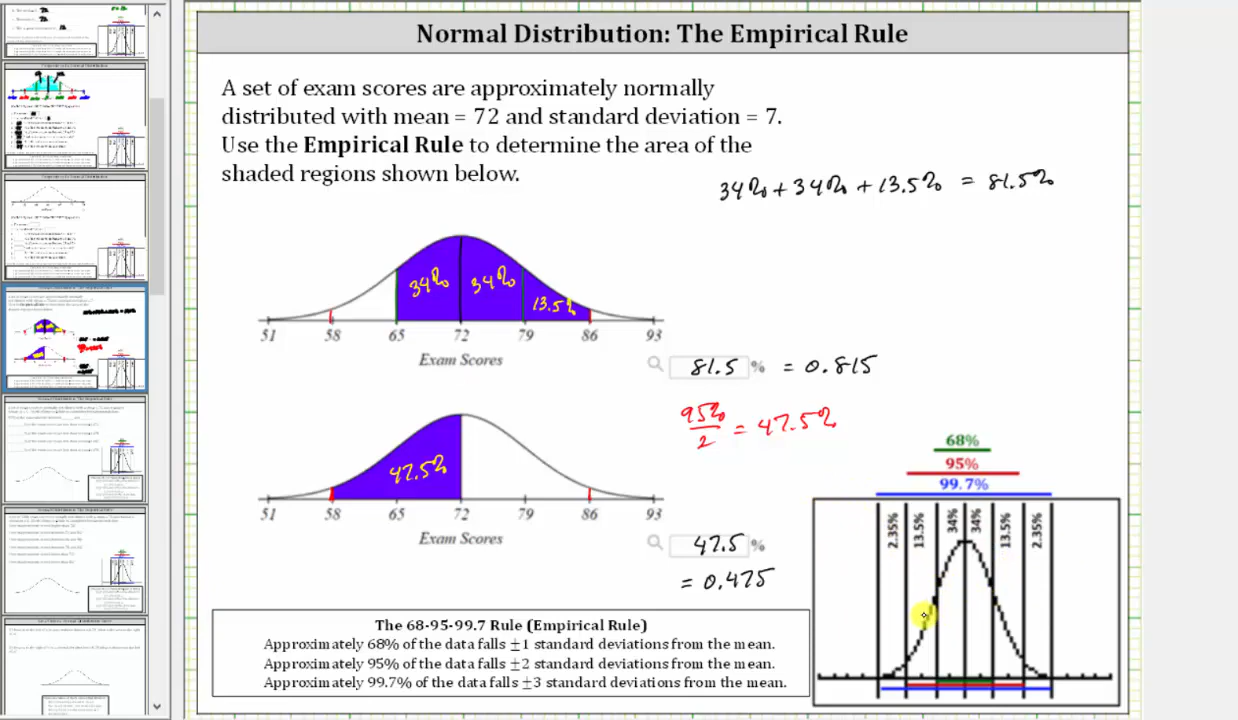 Normal Distribution: The Empirical Rule
A set of exam scores are approximately normally
distributed with mean = 72 and standard deviation = 7.
Use the Empirical Rule to determine the area of the
shaded regions shown below.
34% + 34% + 13.5% = 81.5%
34% 34% 13.5%
51 58 65 72 79 86 93
Exam Scores
81.5 % = 0.815
95%/2 = 47.5%
47.5%
51 58 65 72 79 86 93
Exam Scores
47.5 %
= 0.475
68%
95%
99.7%
2.35% 13.5% 34% 34% 13.5% 2.35%
The 68-95-99.7 Rule (Empirical Rule)
Approximately 68% of the data falls ±1 standard deviations from the mean.
Approximately 95% of the data falls ±2 standard deviations from the mean.
Approximately 99.7% of the data falls ±3 standard deviations from the mean.